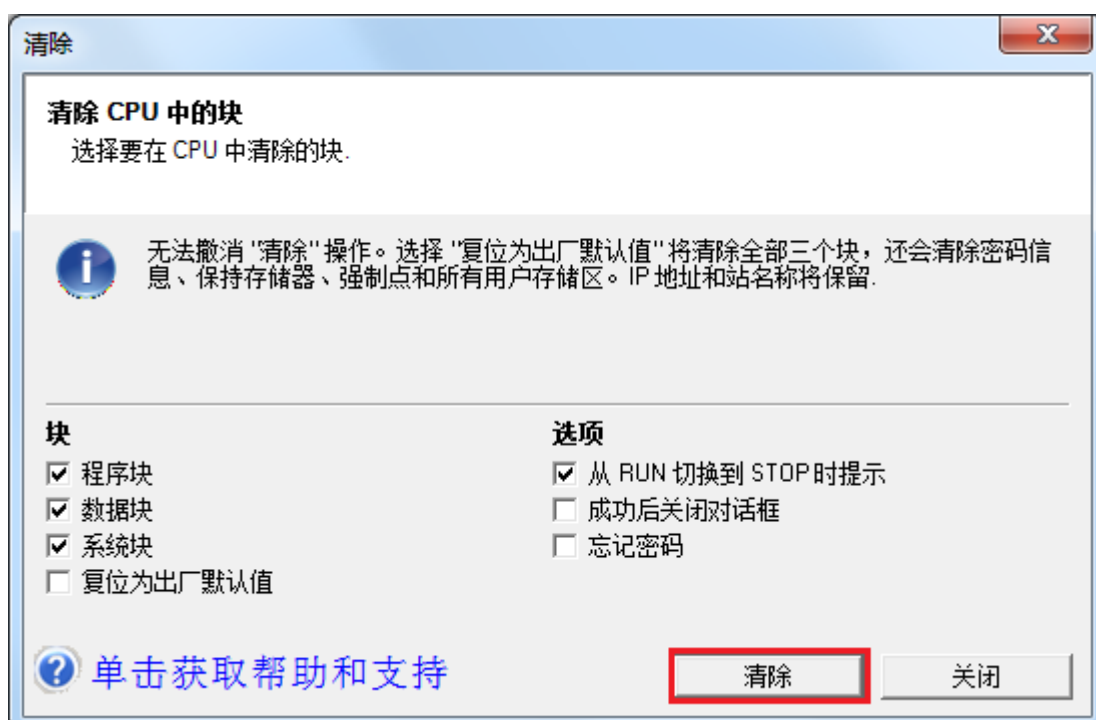 清除
清除 CPU 中的块
选择要在 CPU 中清除的块.
无法撤消 "清除" 操作。选择 "复位为出厂默认值" 将清除全部三个块，还会清除密码信
息、保持存储器、强制点和所有用户存储区。IP 地址和站名称将保留.
块
选项
程序块
从 RUN 切换到 STOP 时提示
数据块
成功后关闭对话框
系统块
忘记密码
复位为出厂默认值
单击获取帮助和支持
清除
关闭